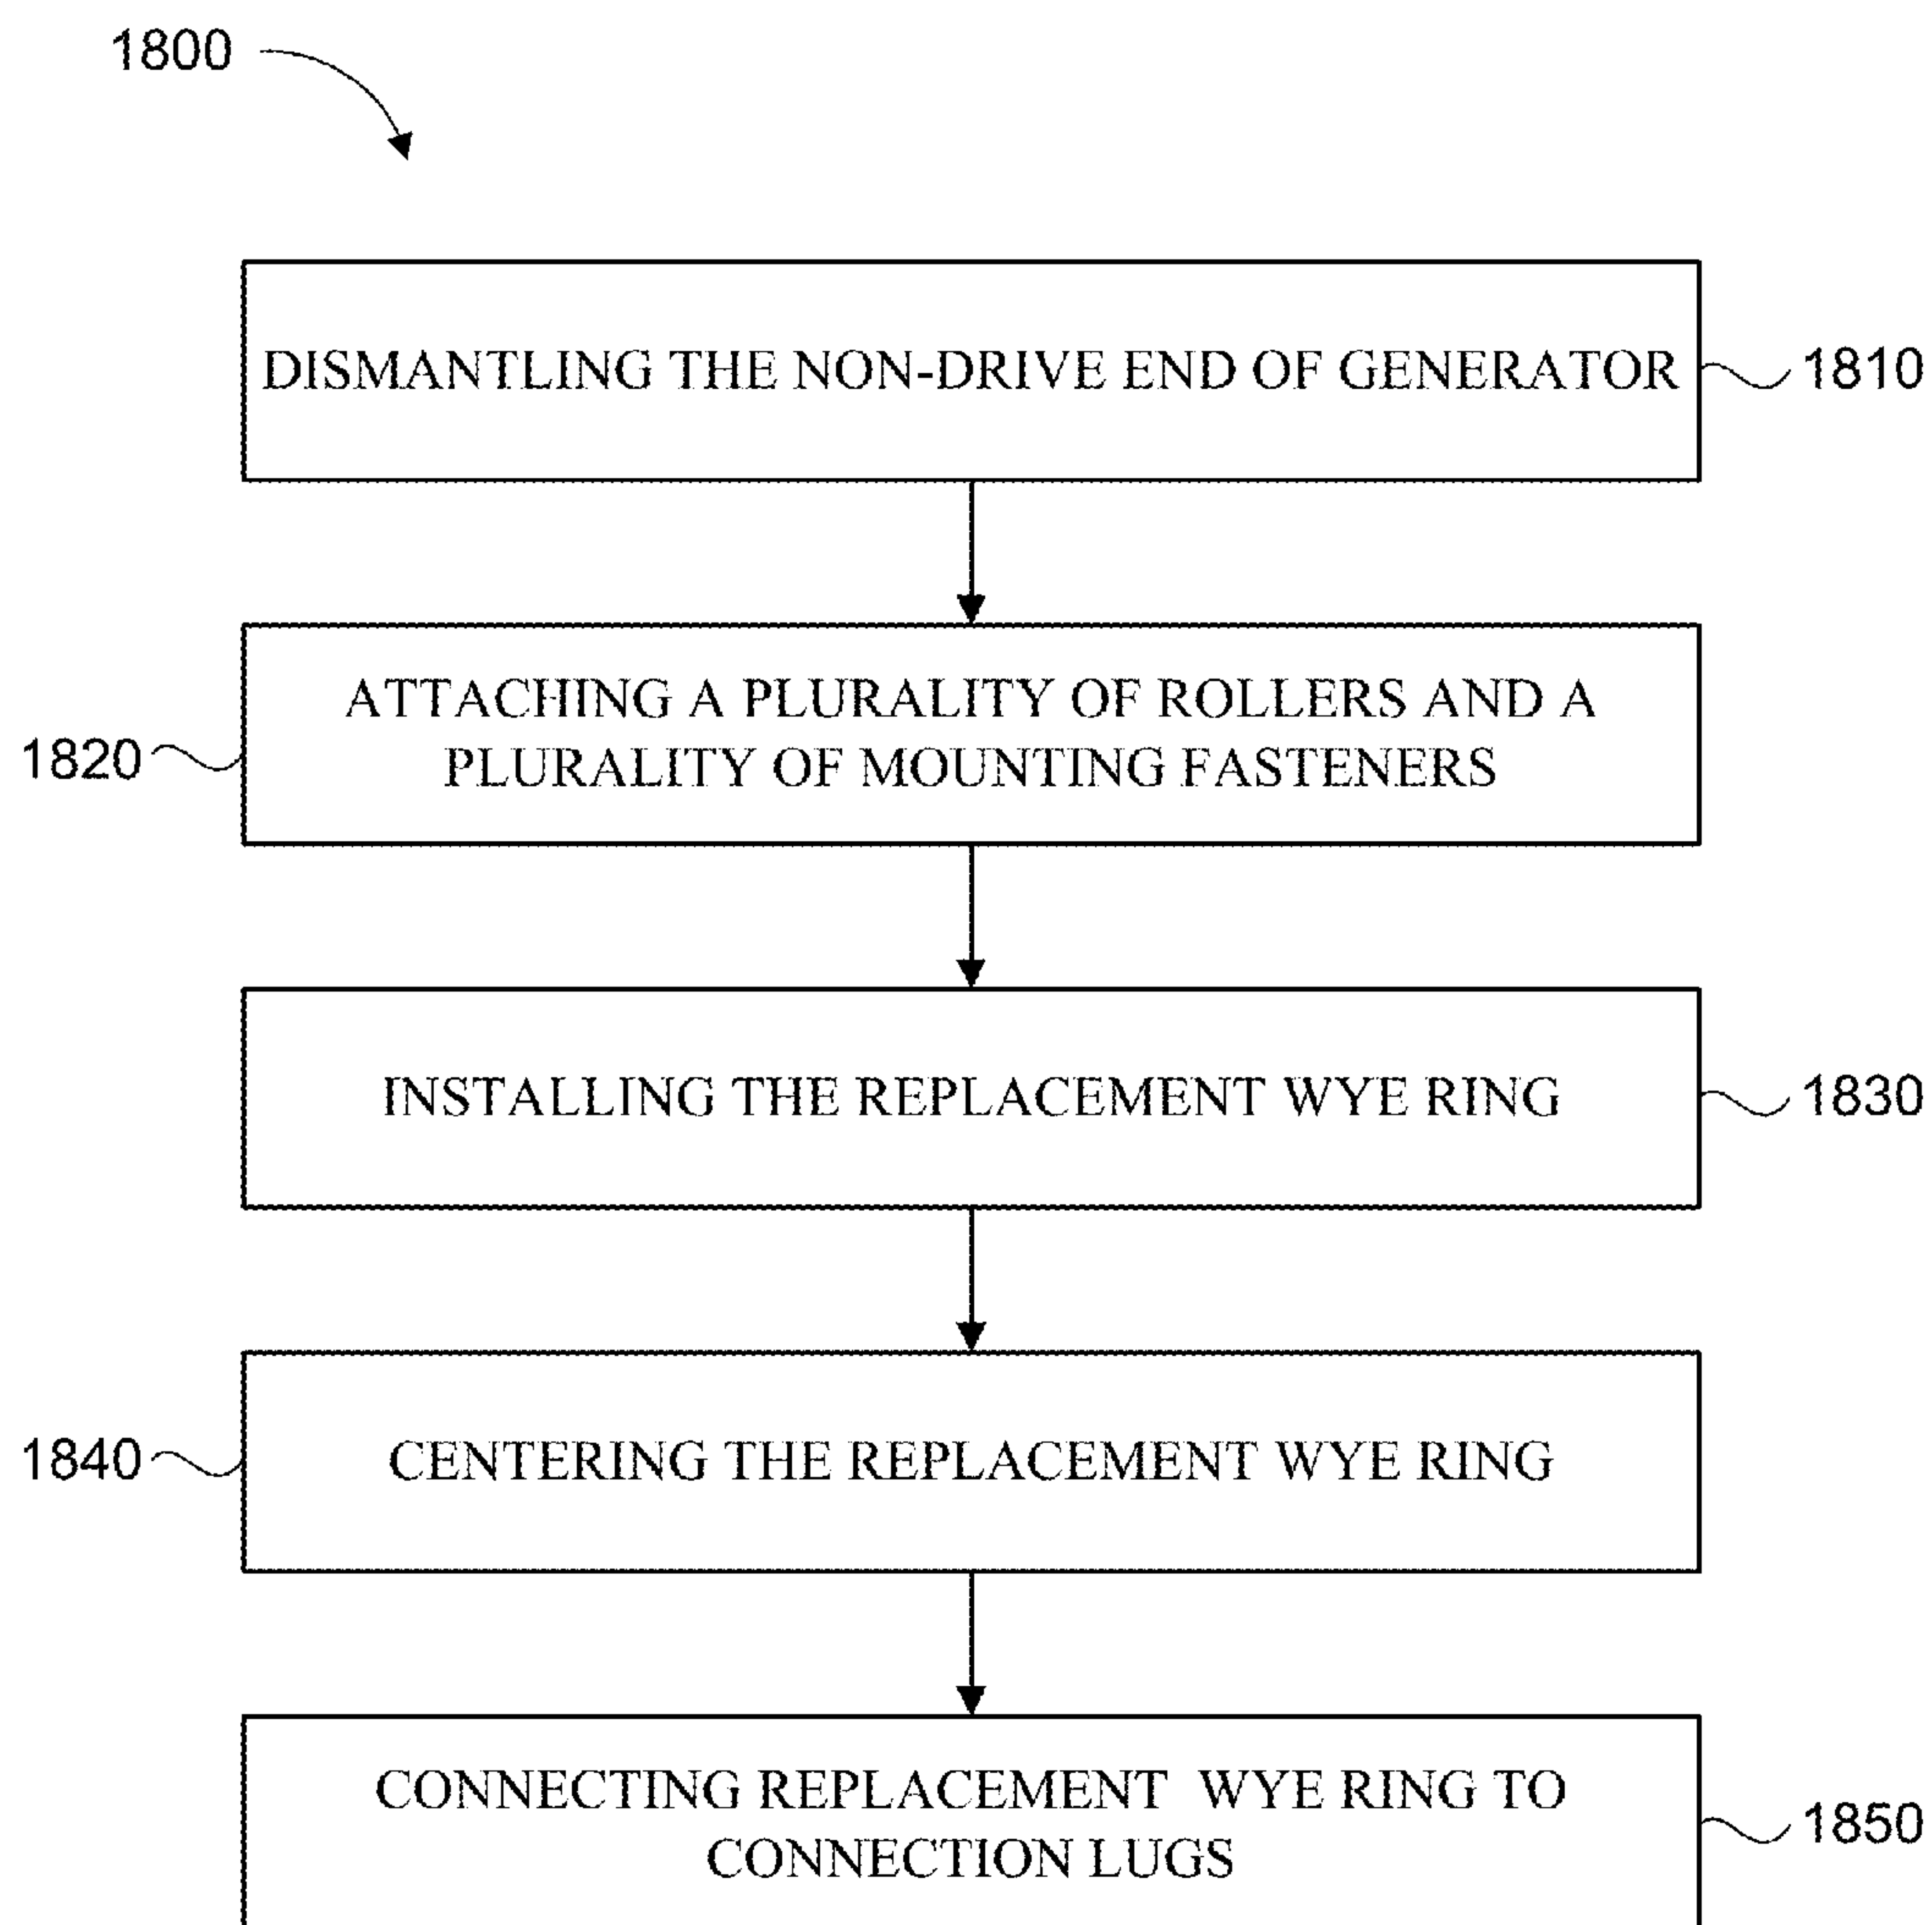 1800
DISMANTLING THE NON-DRIVE END OF GENERATOR
1810
ATTACHING A PLURALITY OF ROLLERS AND A
PLURALITY OF MOUNTING FASTENERS
1820
INSTALLING THE REPLACEMENT WYE RING
1830
1840
CENTERING THE REPLACEMENT WYE RING
CONNECTING REPLACEMENT WYE RING TO
CONNECTION LUGS
1850